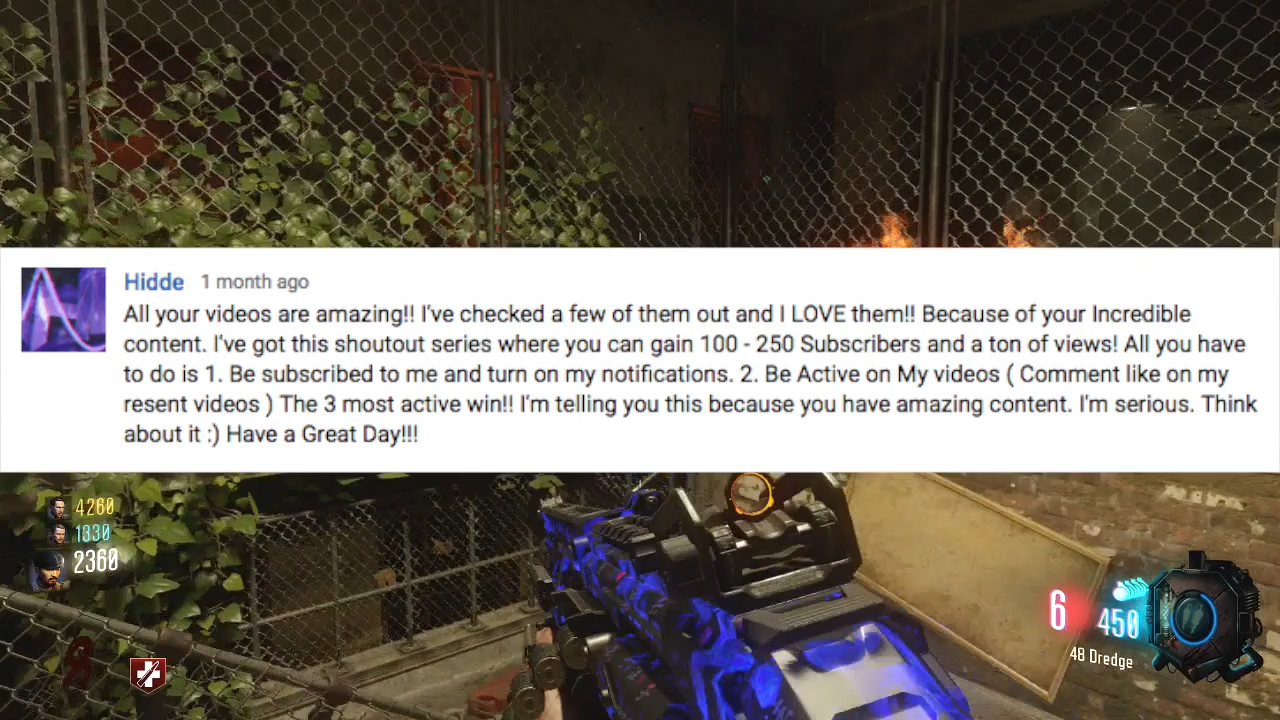 Hidde 1 month ago
All your videos are amazing!! I've checked a few of them out and I LOVE them!! Because of your Incredible
content. I've got this shoutout series where you can gain 100 - 250 Subscribers and a ton of views! All you have
to do is 1. Be subscribed to me and turn on my notifications. 2. Be Active on My videos ( Comment like on my
resent videos ) The 3 most active win!! I'm telling you this because you have amazing content. I'm serious. Think
about it :) Have a Great Day!!!
4260
1330
2360
6 450
48 Dredge